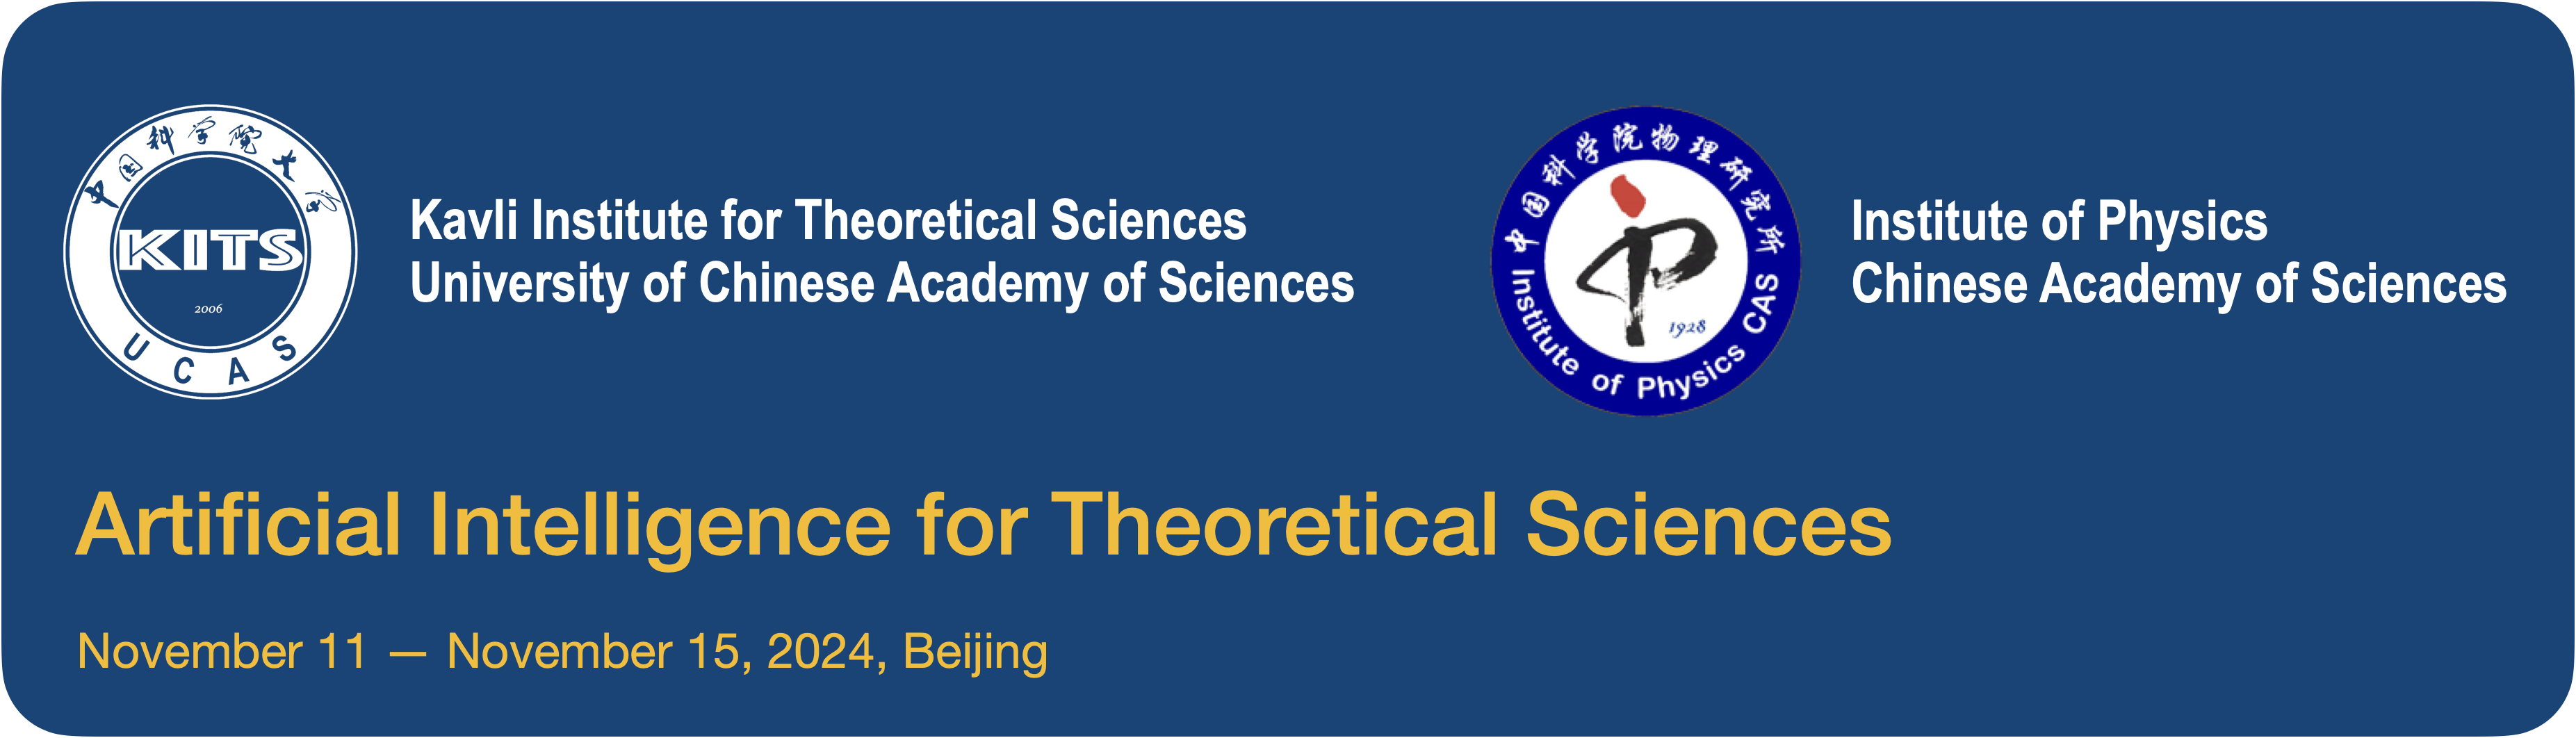 中国科学院大学
KITS
2006
UCAS
Kavli Institute for Theoretical Sciences
University of Chinese Academy of Sciences
中国科学院物理研究所
1928
Institute of Physics CAS
Institute of Physics
Chinese Academy of Sciences
Artificial Intelligence for Theoretical Sciences
November 11 — November 15, 2024, Beijing